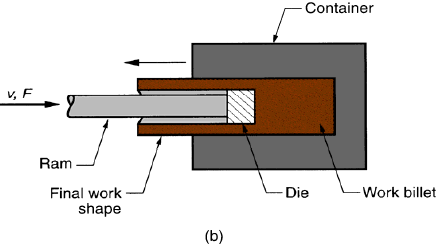 Container
v, F
Ram
Final work
shape
Die
Work billet
(b)